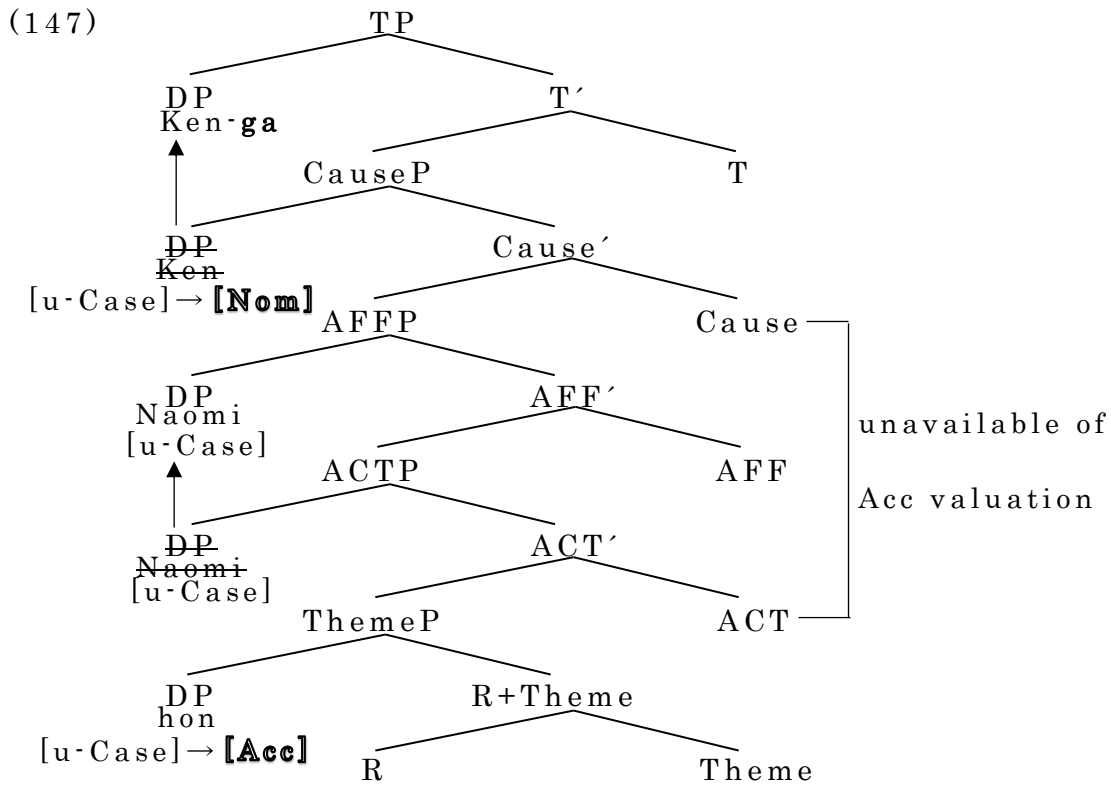 (147)
TP
DP
T´
Ken-ga
CauseP
T
DP
Cause´
Ken
[u-Case]→[Nom]
AFFP
Cause
DP
AFF´
Naomi
[u-Case]
unavailable of
ACTP
AFF
Acc valuation
DP
ACT´
Naomi
[u-Case]
ThemeP
ACT
DP
R+Theme
hon
[u-Case]→[Acc]
R
Theme